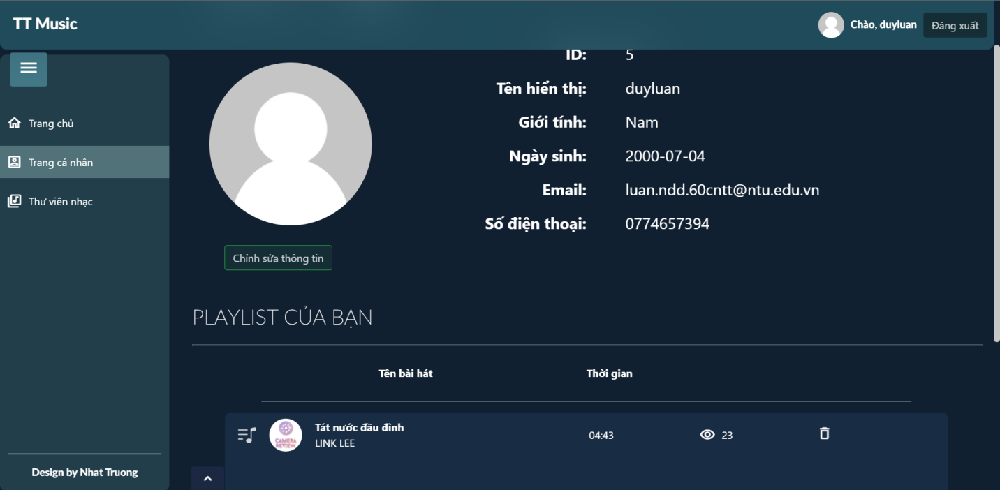 TT Music
Chào, duyluan
Đăng xuất
Trang chủ
Trang cá nhân
Thư viên nhạc
Design by Nhat Truong
ID: 5
Tên hiển thị: duyluan
Giới tính: Nam
Ngày sinh: 2000-07-04
Email: luan.ndd.60cntt@ntu.edu.vn
Số điện thoại: 0774657394
Chỉnh sửa thông tin
PLAYLIST CỦA BẠN
Tên bài hát Thời gian
Tát nước đầu đình
LINK LEE
04:43 23
CAMERA
REVIEW